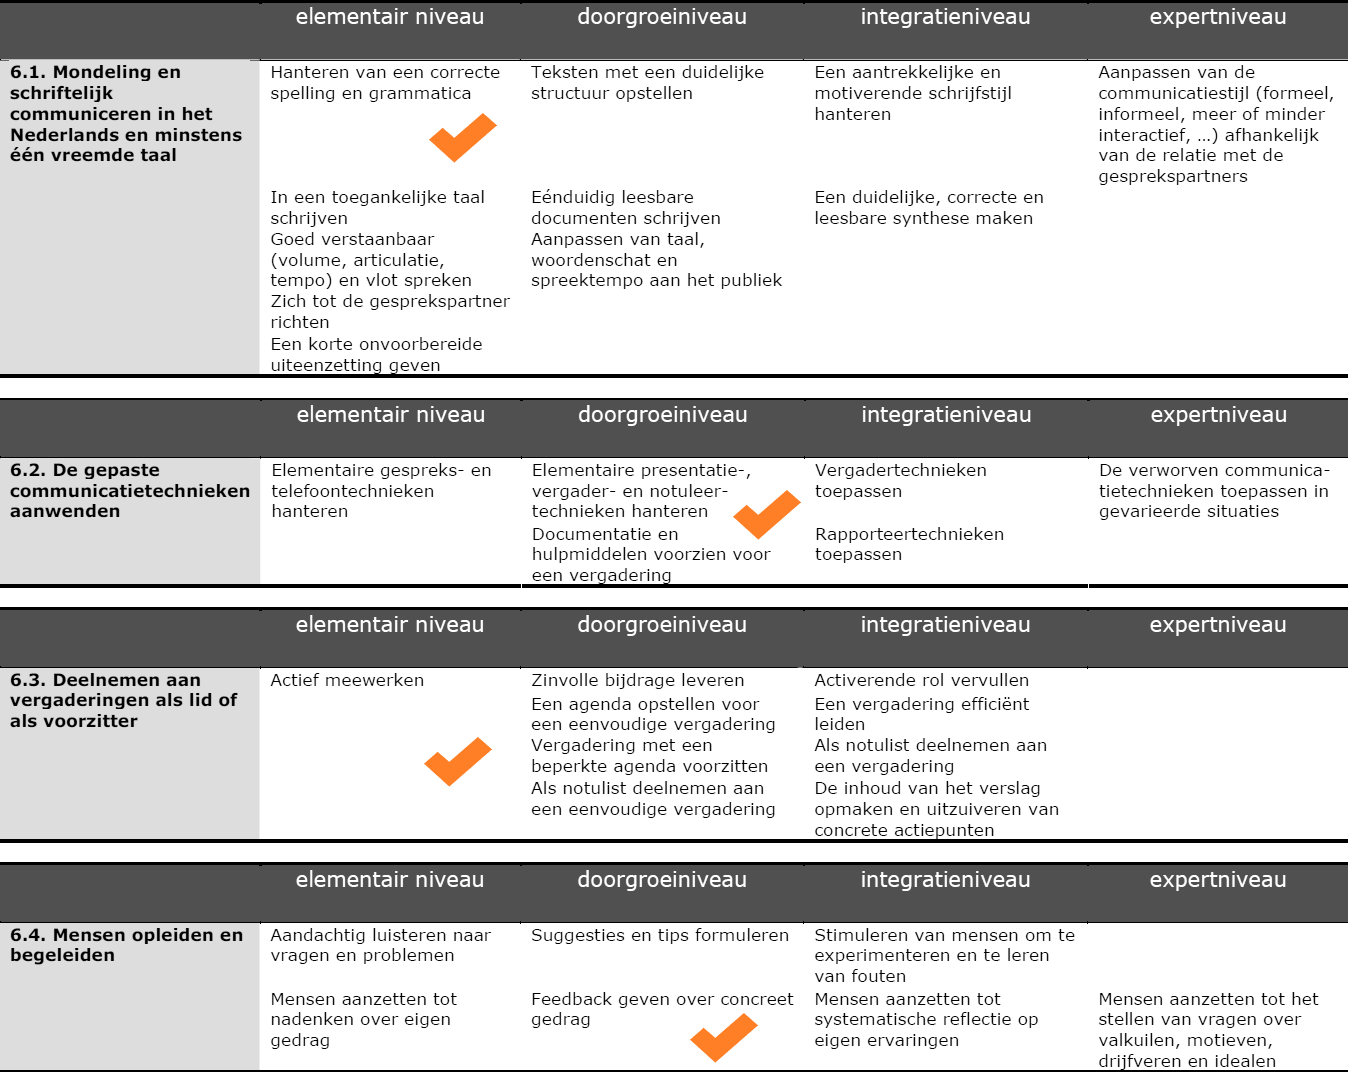 elementair niveau doorgroeiniveau integratieniveau expertniveau
6.1. Mondeling en
schriftelijk
communiceren in het
Nederlands en minstens
één vreemde taal
Hanteren van een correcte
spelling en grammatica
Teksten met een duidelijke
structuur opstellen
Een aantrekkelijke en
motiverende schrijfstijl
hanteren
Aanpassen van de
communicatiestijl (formeel,
informeel, meer of minder
interactief, …) afhankelijk
van de relatie met de
gesprekspartners
In een toegankelijke taal
schrijven
Eénduidig leesbare
documenten schrijven
Een duidelijke, correcte en
leesbare synthese maken
Goed verstaanbaar
(volume, articulatie,
tempo) en vlot spreken
Aanpassen van taal,
woordenschat en
spreektempo aan het publiek
Zich tot de gesprekspartner
richten
Een korte onvoorbereide
uiteenzetting geven
elementair niveau doorgroeiniveau integratieniveau expertniveau
6.2. De gepaste
communicatietechnieken
aanwenden
Elementaire gespreks- en
telefoontechnieken
hanteren
Elementaire presentatie-,
vergader- en notuleer-
technieken hanteren
Vergadertechnieken
toepassen
De verworven communica-
tietechnieken toepassen in
gevarieerde situaties
Documentatie en
hulpmiddelen voorzien voor
een vergadering
Rapporteertechnieken
toepassen
elementair niveau doorgroeiniveau integratieniveau expertniveau
6.3. Deelnemen aan
vergaderingen als lid of
als voorzitter
Actief meewerken
Zinvolle bijdrage leveren
Activerende rol vervullen
Een agenda opstellen voor
een eenvoudige vergadering
Een vergadering efficiënt
leiden
Vergadering met een
beperkte agenda voorzitten
Als notulist deelnemen aan
een vergadering
Als notulist deelnemen aan
een eenvoudige vergadering
De inhoud van het verslag
opmaken en uitzuiveren van
concrete actiepunten
elementair niveau doorgroeiniveau integratieniveau expertniveau
6.4. Mensen opleiden en
begeleiden
Aandachtig luisteren naar
vragen en problemen
Suggesties en tips formuleren
Stimuleren van mensen om te
experimenteren en te leren
van fouten
Mensen aanzetten tot
nadenken over eigen
gedrag
Feedback geven over concreet
gedrag
Mensen aanzetten tot
systematische reflectie op
eigen ervaringen
Mensen aanzetten tot het
stellen van vragen over
valkuilen, motieven,
drijfveren en idealen